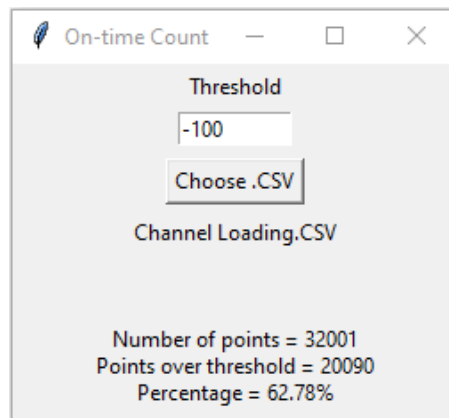 On-time Count
Threshold
-100
Choose .CSV
Channel Loading.CSV
Number of points = 32001
Points over threshold = 20090
Percentage = 62.78%